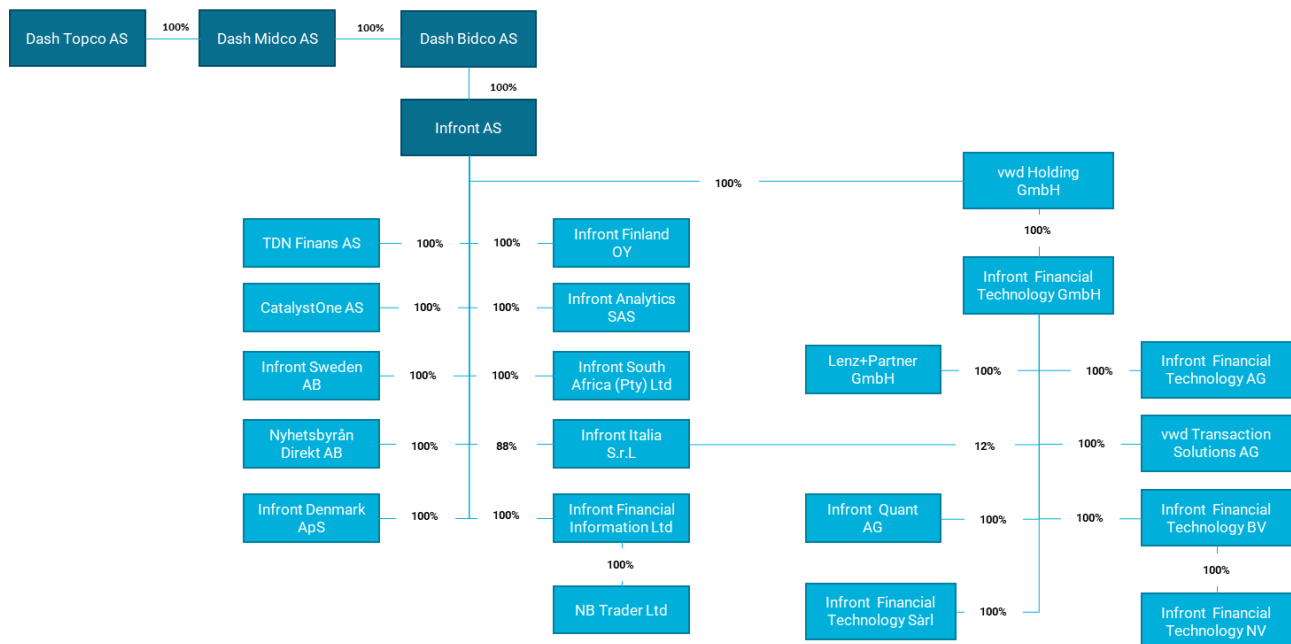 Dash Topco AS
100%
Dash Midco AS
100%
Dash Bidco AS
100%
Infront AS
100%
vwd Holding
GmbH
100%
TDN Finans AS
100%
100%
Infront Finland
OY
Infront Financial
Technology GmbH
CatalystOne AS
100%
100%
Infront Analytics
SAS
Infront Sweden
AB
100%
100%
Infront South
Africa (Pty) Ltd
Lenz+Partner
GmbH
100%
100%
Infront Financial
Technology AG
Nyhetsbyrån
Direkt AB
100%
88%
Infront Italia
S.r.L
12%
100%
vwd Transaction
Solutions AG
Infront Denmark
ApS
100%
100%
Infront Financial
Information Ltd
Infront Quant
AG
100%
100%
Infront Financial
Technology BV
100%
100%
NB Trader Ltd
Infront Financial
Technology Sàrl
100%
Infront Financial
Technology NV